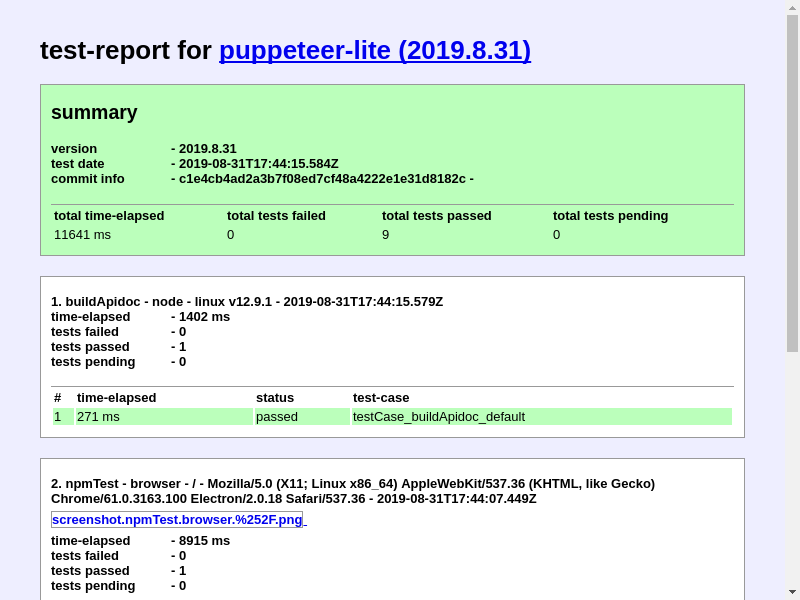 test-report for puppeteer-lite (2019.8.31)
summary
version - 2019.8.31
test date - 2019-08-31T17:44:15.584Z
commit info - c1e4cb4ad2a3b7f08ed7cf48a4222e1e31d8182c -
total time-elapsed total tests failed total tests passed total tests pending
11641 ms 0 9 0
1. buildApidoc - node - linux v12.9.1 - 2019-08-31T17:44:15.579Z
time-elapsed - 1402 ms
tests failed - 0
tests passed - 1
tests pending - 0
# time-elapsed status test-case
1 271 ms passed testCase_buildApidoc_default
2. npmTest - browser - / - Mozilla/5.0 (X11; Linux x86_64) AppleWebKit/537.36 (KHTML, like Gecko)
Chrome/61.0.3163.100 Electron/2.0.18 Safari/537.36 - 2019-08-31T17:44:07.449Z
screenshot.npmTest.browser.%252F.png
time-elapsed - 8915 ms
tests failed - 0
tests passed - 1
tests pending - 0